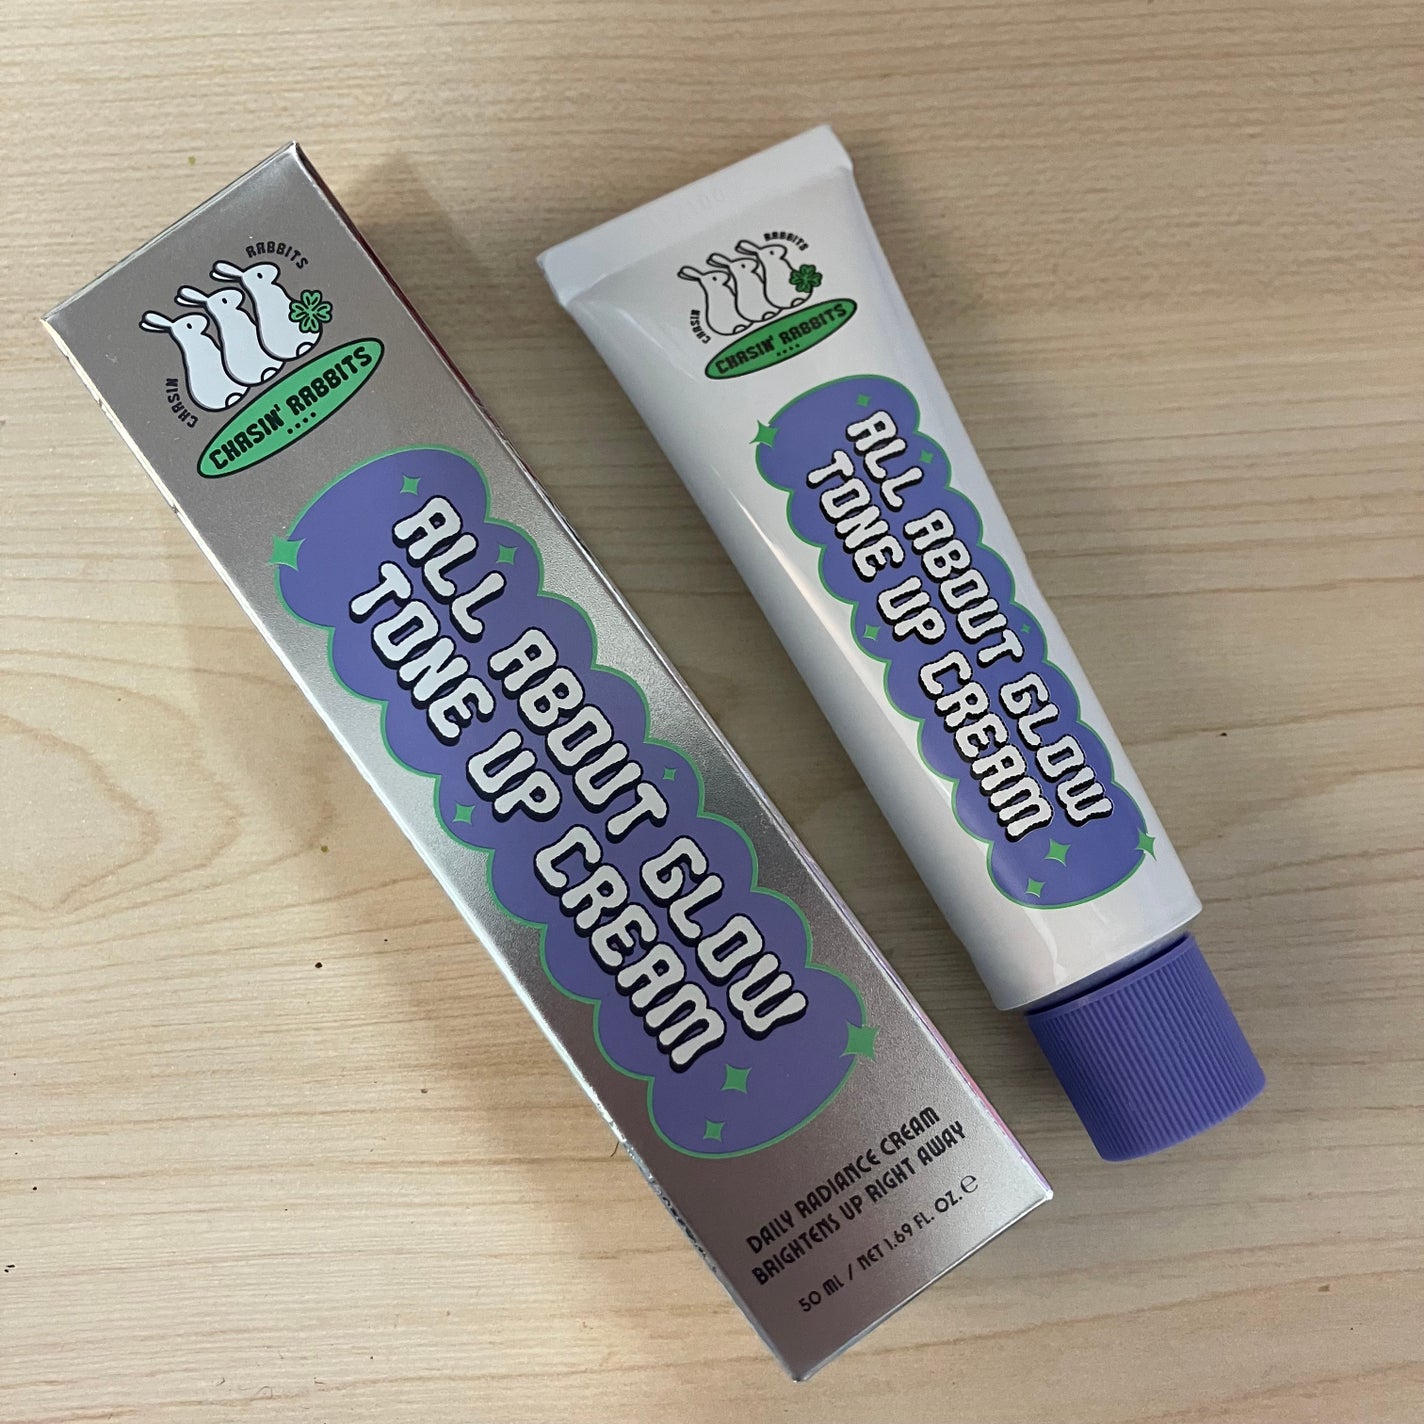 CHASIN RABBITS
CHASIN' RABBITS
ALL ABOUT GLOW
TONE UP CREAM
DAILY RADIANCE CREAM
BRIGHTENS UP RIGHT AWAY
50 ml / NET 1.69 FL. OZ. ℮
CHASIN RABBITS
CHASIN' RABBITS
ALL ABOUT GLOW
TONE UP CREAM